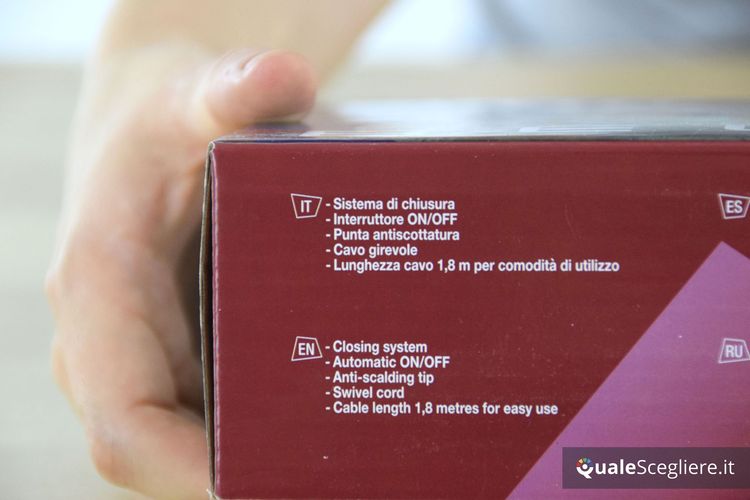 IT - Sistema di chiusura
- Interruttore ON/OFF
- Punta antiscottatura
- Cavo girevole
- Lunghezza cavo 1,8 m per comodità di utilizzo
ES
EN - Closing system
- Automatic ON/OFF
- Anti-scalding tip
- Swivel cord
- Cable length 1,8 metres for easy use
RU
QualeScegliere.it